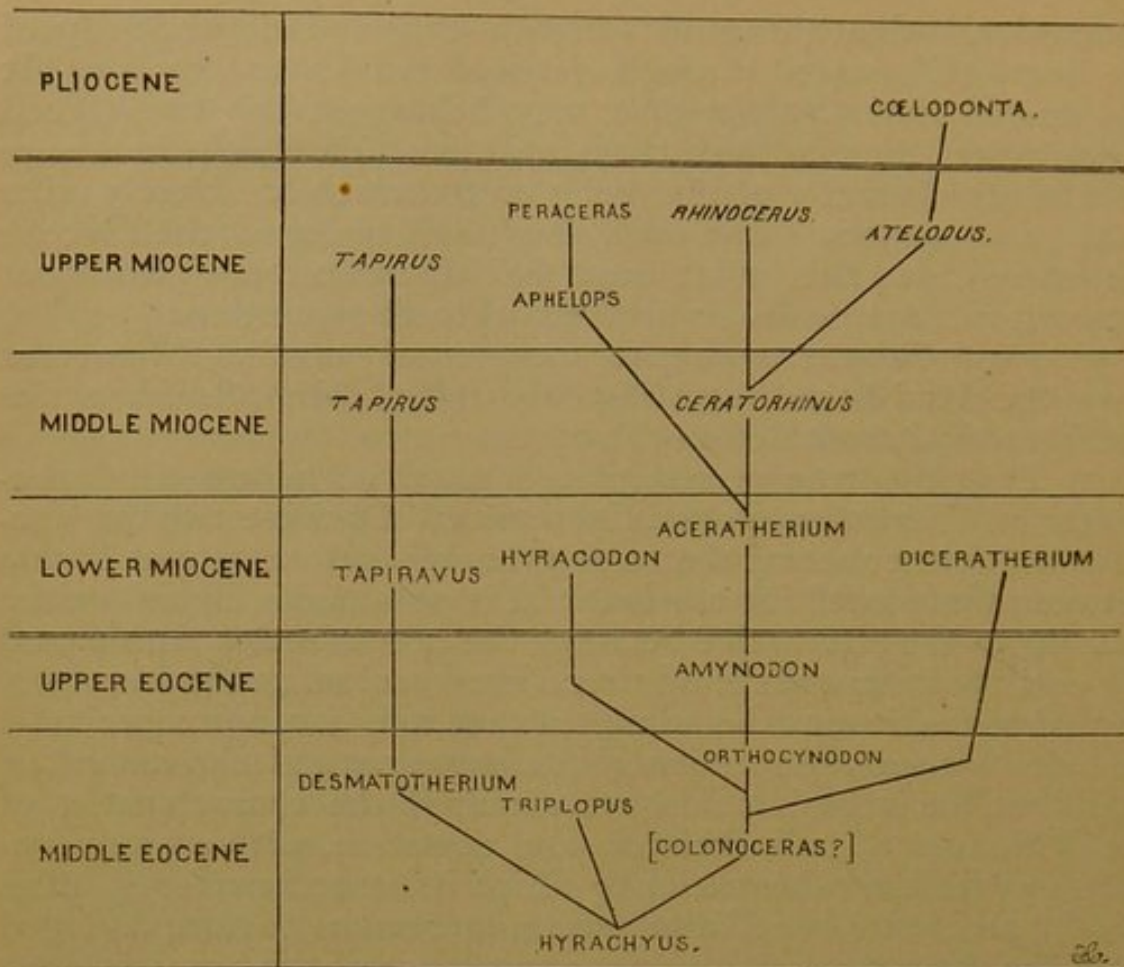 PLIOCENE
CŒLODONTA.
UPPER MIOCENE
PERACERAS
RHINOCERUS.
ATELODUS.
TAPIRUS
APHELOPS
MIDDLE MIOCENE
TAPIRUS
CERATORHINUS
LOWER MIOCENE
ACERATHERIUM
HYRACODON
DICERATHERIUM
TAPIRAVUS
UPPER EOCENE
AMYNODON
MIDDLE EOCENE
ORTHOCYNODON
DESMATOTHERIUM
TRIPLOPUS
[COLONOCERAS?]
HYRACHYUS.